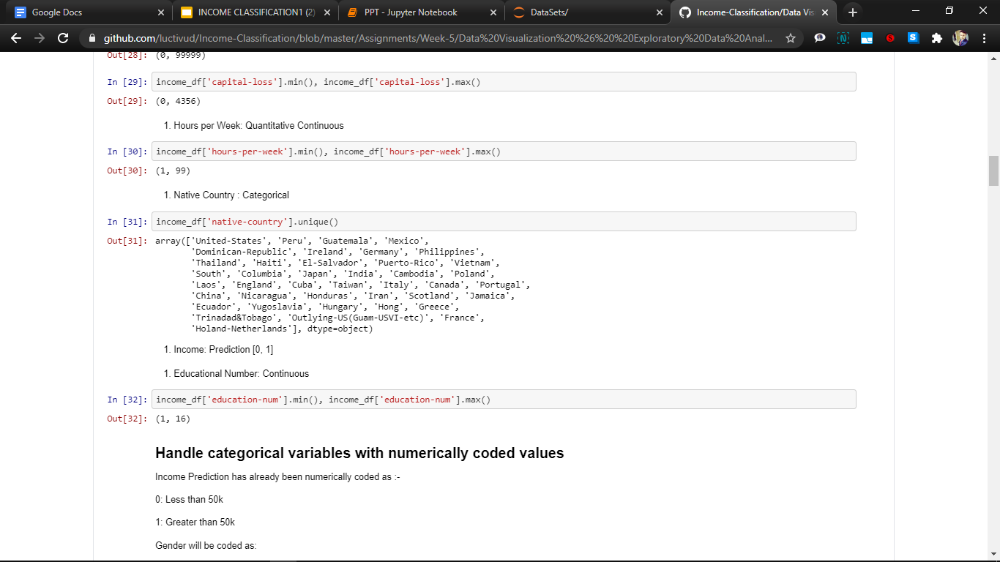 Google Docs
INCOME CLASSIFICATION1 (2)
PPT - Jupyter Notebook
DataSets/
Income-Classification/Data Vis
github.com/luctivud/Income-Classification/blob/master/Assignments/Week-5/Data%20Visualization%20%26%20%20Exploratory%20Data%20Anal...
Out[28]: (0, 99999)
In [29]: income_df['capital-loss'].min(), income_df['capital-loss'].max()
Out[29]: (0, 4356)
1. Hours per Week: Quantitative Continuous
In [30]: income_df['hours-per-week'].min(), income_df['hours-per-week'].max()
Out[30]: (1, 99)
1. Native Country : Categorical
In [31]: income_df['native-country'].unique()
Out[31]: array(['United-States', 'Peru', 'Guatemala', 'Mexico',
'Dominican-Republic', 'Ireland', 'Germany', 'Philippines',
'Thailand', 'Haiti', 'El-Salvador', 'Puerto-Rico', 'Vietnam',
'South', 'Columbia', 'Japan', 'India', 'Cambodia', 'Poland',
'Laos', 'England', 'Cuba', 'Taiwan', 'Italy', 'Canada', 'Portugal',
'China', 'Nicaragua', 'Honduras', 'Iran', 'Scotland', 'Jamaica',
'Ecuador', 'Yugoslavia', 'Hungary', 'Hong', 'Greece',
'Trinadad&Tobago', 'Outlying-US(Guam-USVI-etc)', 'France',
'Holand-Netherlands'], dtype=object)
1. Income: Prediction [0, 1]
1. Educational Number: Continuous
In [32]: income_df['education-num'].min(), income_df['education-num'].max()
Out[32]: (1, 16)
Handle categorical variables with numerically coded values
Income Prediction has already been numerically coded as :-
0: Less than 50k
1: Greater than 50k
Gender will be coded as: